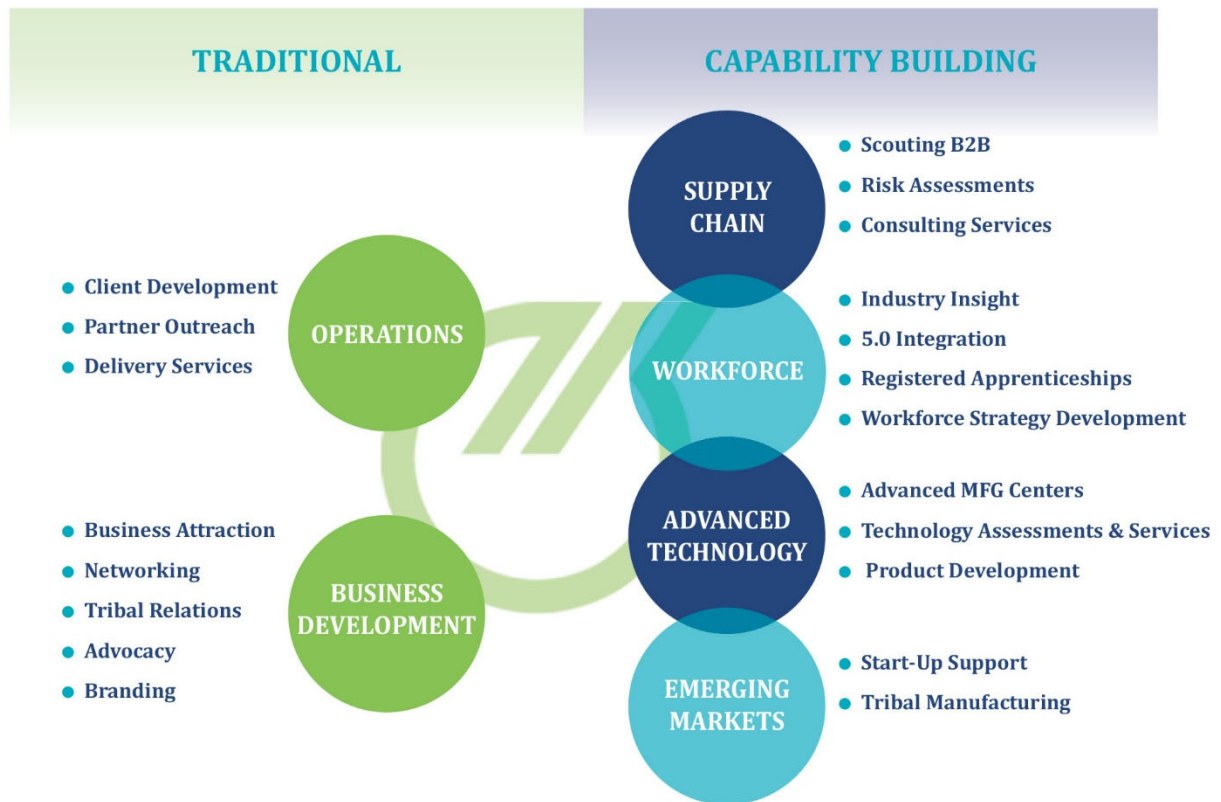 TRADITIONAL
CAPABILITY BUILDING
Client Development
Partner Outreach
Delivery Services
OPERATIONS
Business Attraction
Networking
Tribal Relations
Advocacy
Branding
BUSINESS
DEVELOPMENT
SUPPLY
CHAIN
Scouting B2B
Risk Assessments
Consulting Services
WORKFORCE
Industry Insight
5.0 Integration
Registered Apprenticeships
Workforce Strategy Development
ADVANCED
TECHNOLOGY
Advanced MFG Centers
Technology Assessments & Services
Product Development
EMERGING
MARKETS
Start-Up Support
Tribal Manufacturing